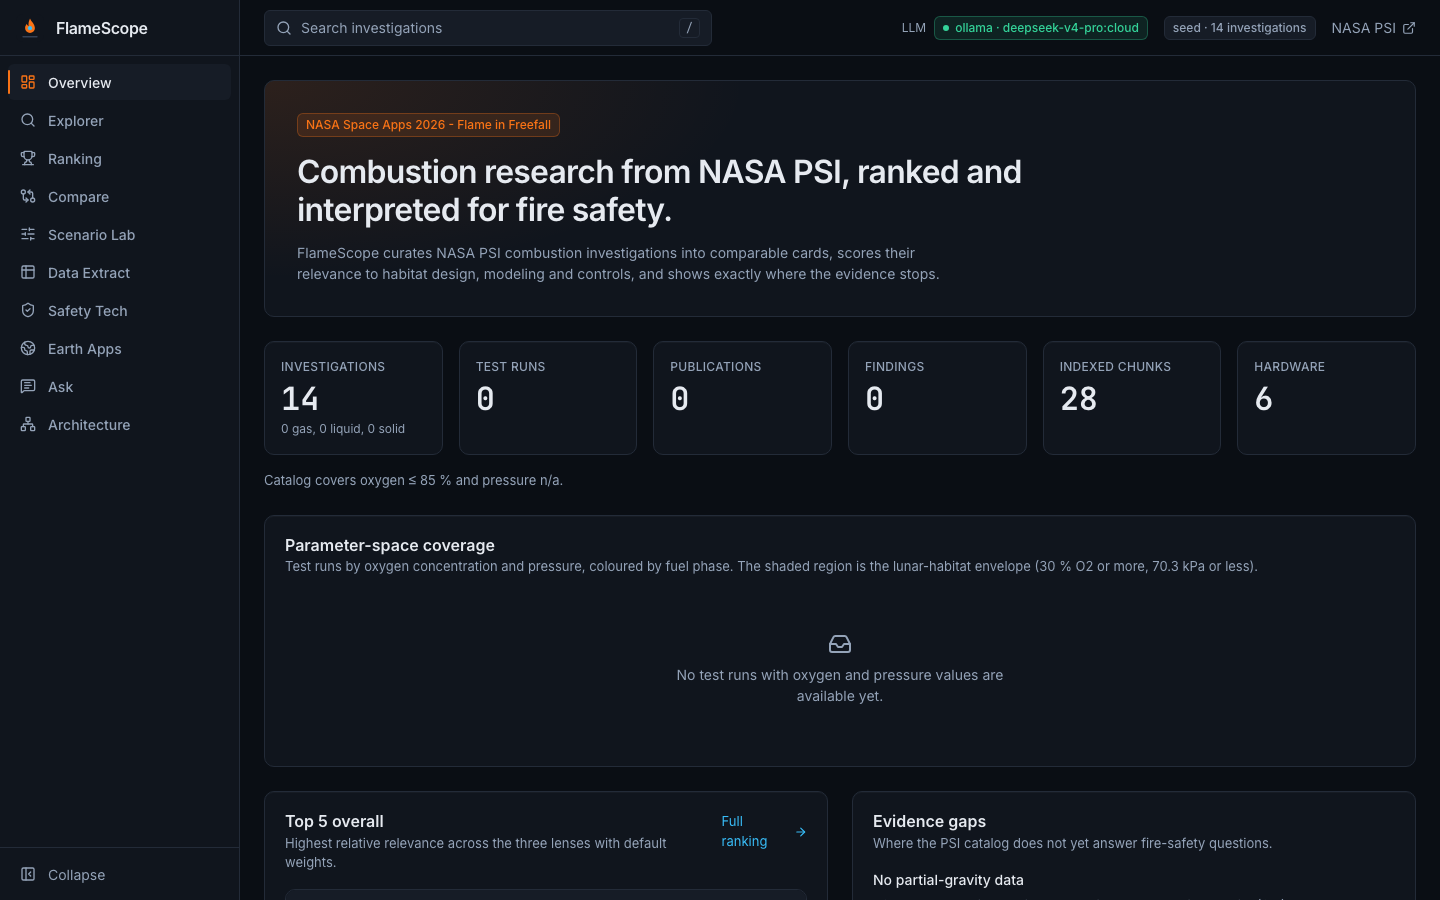 FlameScope
Search investigations
/
LLM
ollama · deepseek-v4-pro:cloud
seed · 14 investigations
NASA PSI
Overview
Explorer
Ranking
Compare
Scenario Lab
Data Extract
Safety Tech
Earth Apps
Ask
Architecture
Collapse
NASA Space Apps 2026 - Flame in Freefall
Combustion research from NASA PSI, ranked and
interpreted for fire safety.
FlameScope curates NASA PSI combustion investigations into comparable cards, scores their
relevance to habitat design, modeling and controls, and shows exactly where the evidence stops.
INVESTIGATIONS
14
0 gas, 0 liquid, 0 solid
TEST RUNS
0
PUBLICATIONS
0
FINDINGS
0
INDEXED CHUNKS
28
HARDWARE
6
Catalog covers oxygen ≤ 85 % and pressure n/a.
Parameter-space coverage
Test runs by oxygen concentration and pressure, coloured by fuel phase. The shaded region is the lunar-habitat envelope (30 % O2 or more, 70.3 kPa or less).
No test runs with oxygen and pressure values are
available yet.
Top 5 overall
Highest relative relevance across the three lenses with default
weights.
Full
ranking
Evidence gaps
Where the PSI catalog does not yet answer fire-safety questions.
No partial-gravity data